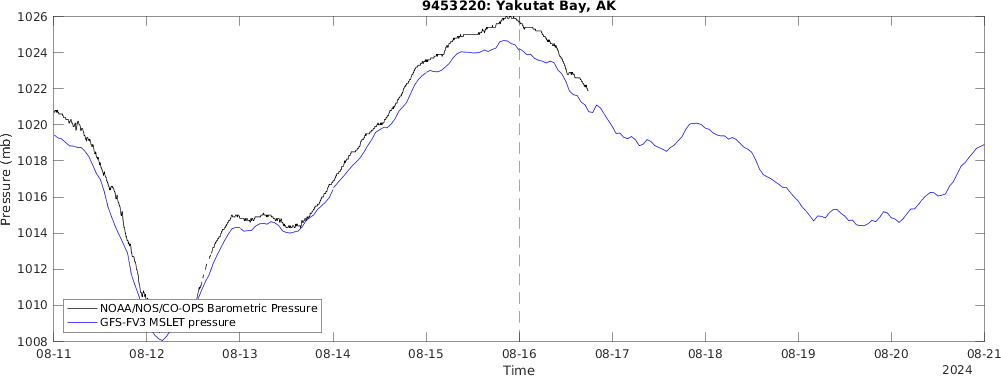 9453220: Yakutat Bay, AK
1026
1024
1022
1020
1018
1016
1014
1012
1010
1008
Pressure (mb)
NOAA/NOS/CO-OPS Barometric Pressure
GFS-FV3 MSLET pressure
08-11 08-12 08-13 08-14 08-15 08-16 08-17 08-18 08-19 08-20 08-21
Time
2024